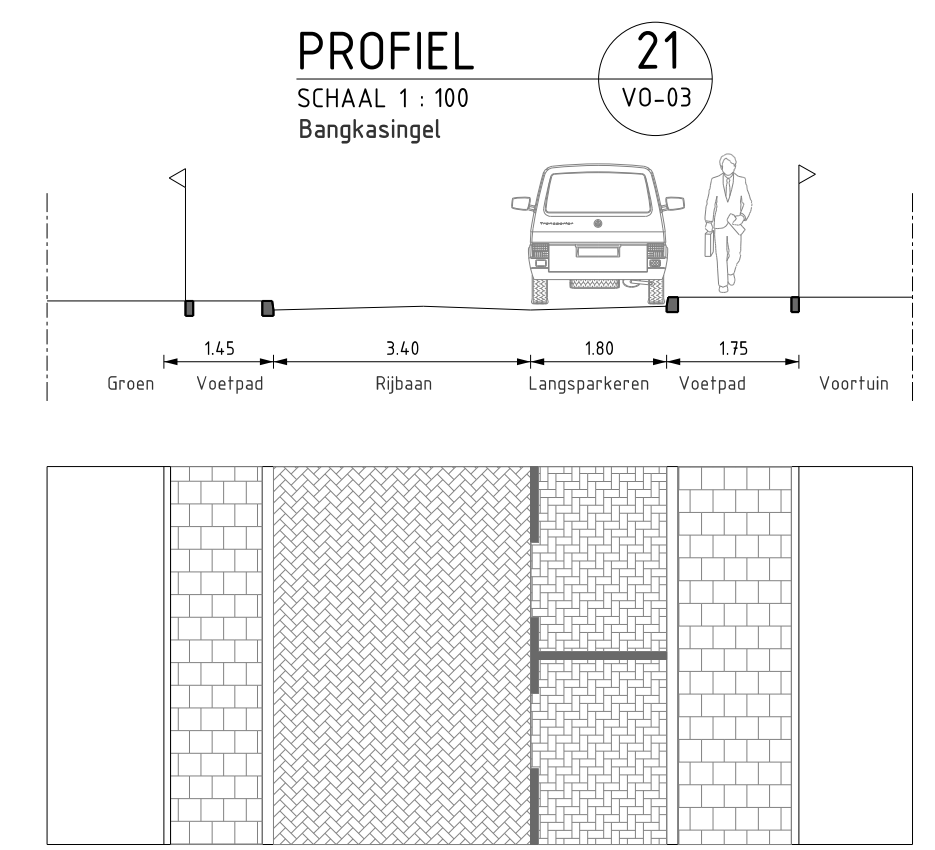 PROFIEL 21
SCHAAL 1 : 100 VO-03
Bangkasingel
Transporter
1.45 3.40 1.80 1.75
Groen Voetpad Rijbaan Langsparkeren Voetpad Voortuin